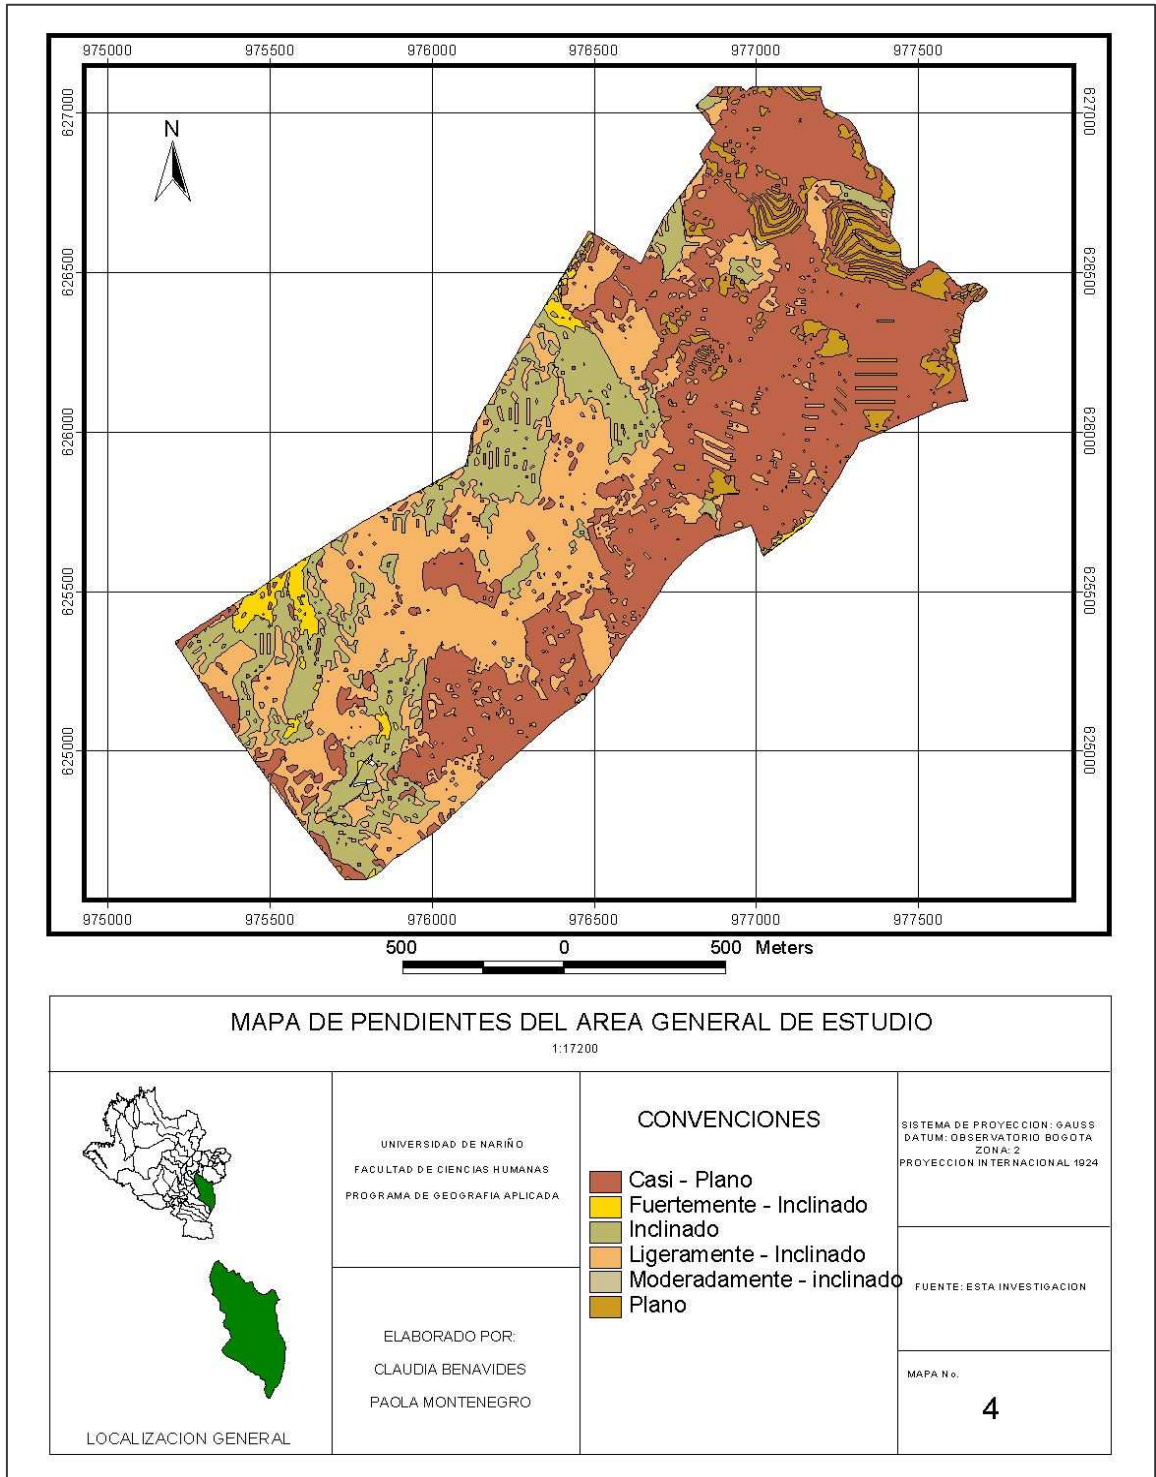 975000 975500 976000 976500 977000 977500
627000 627000
N
626500 626500
626000 626000
625500 625500
625000 625000
975000 975500 976000 976500 977000 977500
500 0 500 Meters
MAPA DE PENDIENTES DEL AREA GENERAL DE ESTUDIO
1:17200
LOCALIZACION GENERAL
UNIVERSIDAD DE NARIÑO
FACULTAD DE CIENCIAS HUMANAS
PROGRAMA DE GEOGRAFIA APLICADA
ELABORADO POR:
CLAUDIA BENAVIDES
PAOLA MONTENEGRO
CONVENCIONES
Casi - Plano
Fuertemente - Inclinado
Inclinado
Ligeramente - Inclinado
Moderadamente - inclinado
Plano
SISTEMA DE PROYECCION: GAUSS
DATUM: OBSERVATORIO BOGOTA
ZONA: 2
PROYECCION INTERNACIONAL 1924
FUENTE: ESTA INVESTIGACION
MAPA No.
4